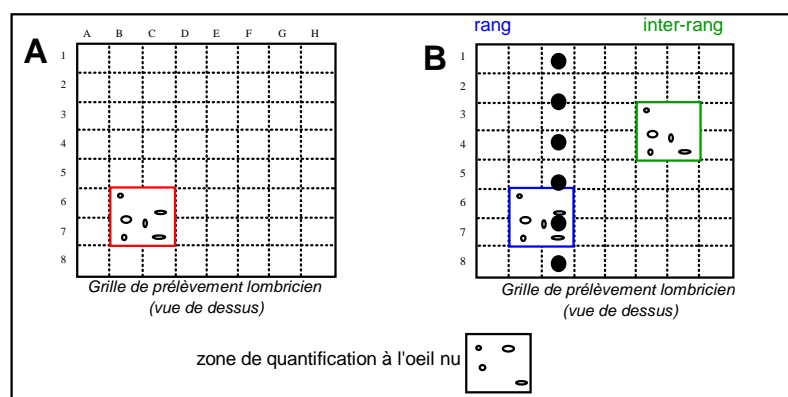 rang
inter-rang
A
A B C D E F G H
1
2
3
4
5
6
7
8
Grille de prélèvement lombricien
(vue de dessus)
B
1
2
3
4
5
6
7
8
Grille de prélèvement lombricien
(vue de dessus)
zone de quantification à l'oeil nu